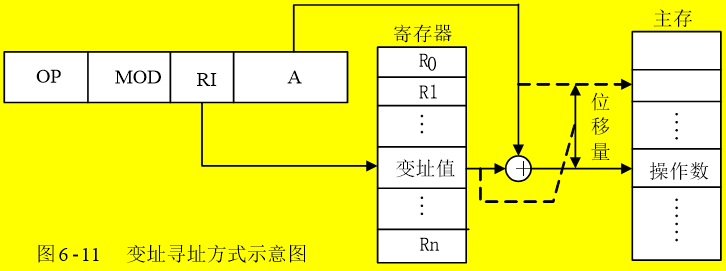 OP MOD RI A
寄存器
R0
R1
⋮
变址值
⋮
Rn
+
位移量
主存
⋮
操作数
⋮
图6-11 变址寻址方式示意图